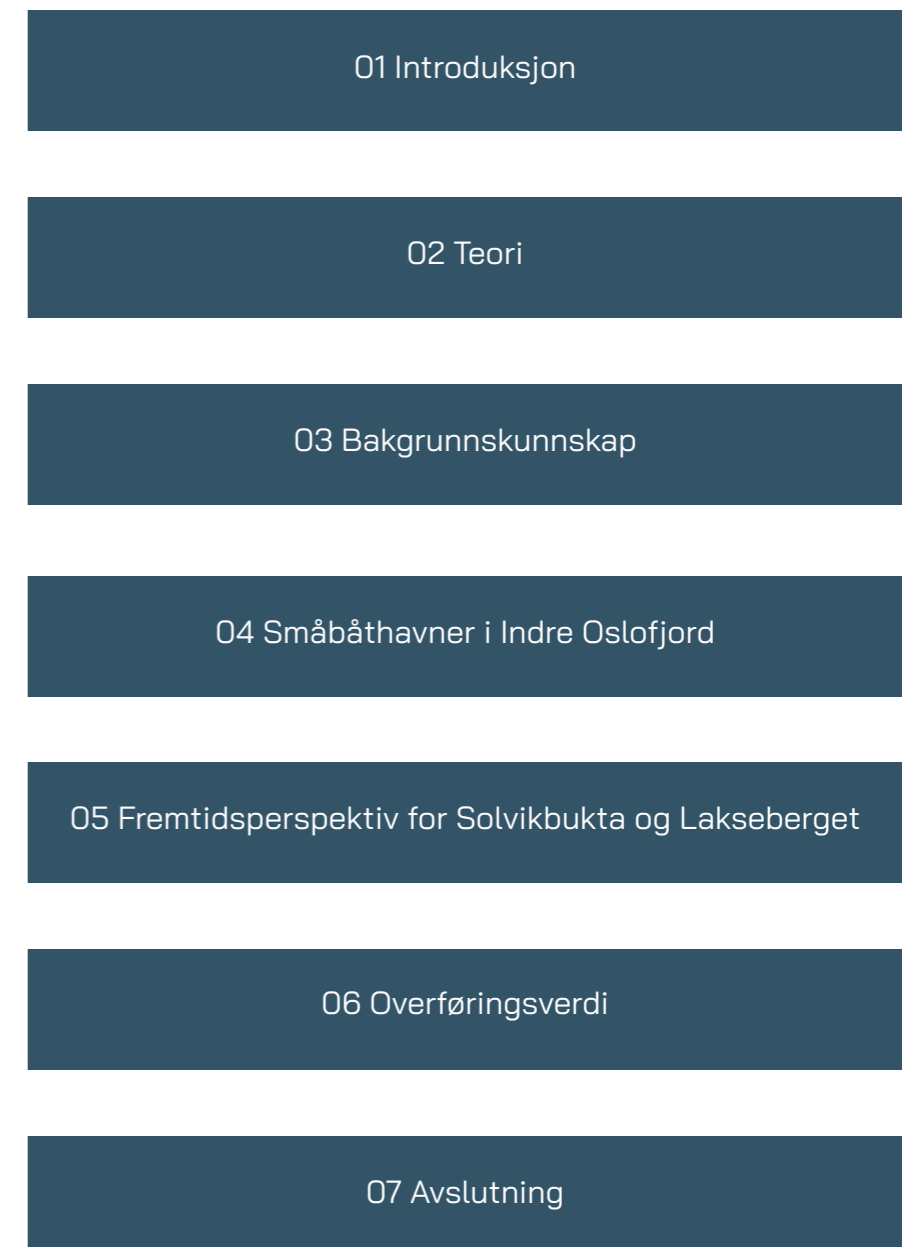 01 Introduksjon
02 Teori
03 Bakgrunnskunnskap
04 Småbåthavner i Indre Oslofjord
05 Fremtidsperspektiv for Solvikbukta og Lakseberget
06 Overføringsverdi
07 Avslutning